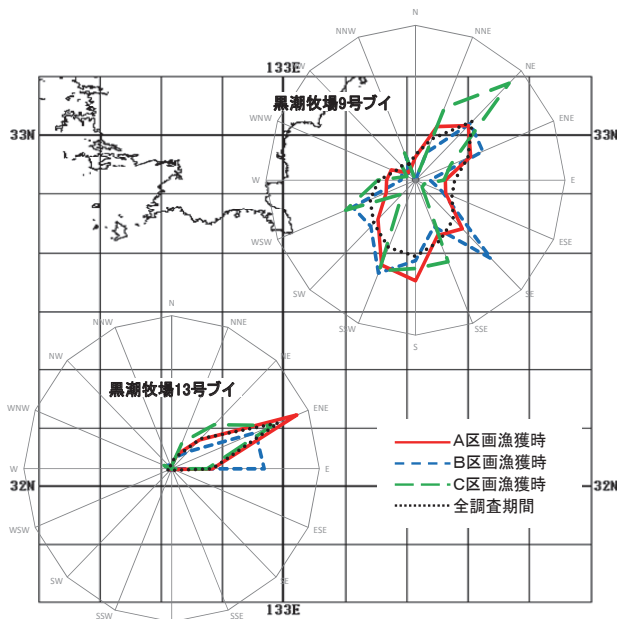 N
NNW
NNE
NW
NE
133E
黒潮牧場9号ブイ
WNW
ENE
33N
33N
W
E
WSW
ESE
SW
SE
SSW
SSE
S
N
NNW
NNE
NW
NE
黒潮牧場13号ブイ
WNW
ENE
A区画漁獲時
B区画漁獲時
C区画漁獲時
全調査期間
W
E
32N
32N
WSW
ESE
SW
SE
SSW
SSE
133E